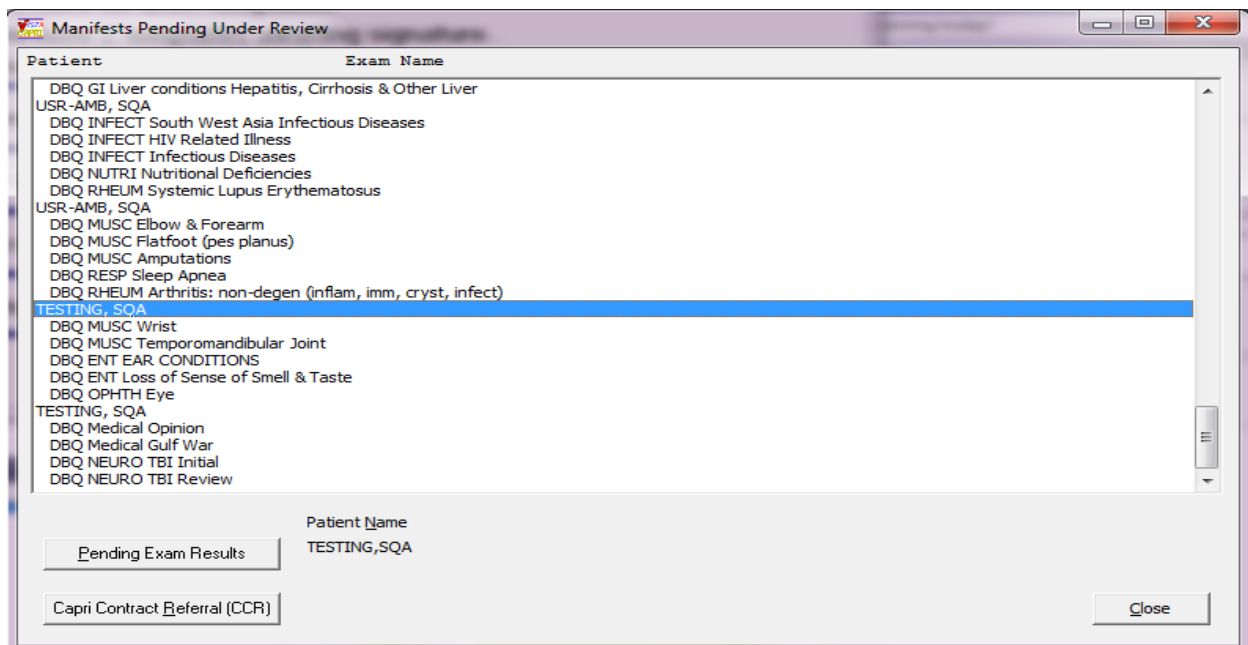 Manifests Pending Under Review
Patient Exam Name
DBQ GI Liver conditions Hepatitis, Cirrhosis & Other Liver
USR-AMB, SQA
DBQ INFECT South West Asia Infectious Diseases
DBQ INFECT HIV Related Illness
DBQ INFECT Infectious Diseases
DBQ NUTRI Nutritional Deficiencies
DBQ RHEUM Systemic Lupus Erythematosus
USR-AMB, SQA
DBQ MUSC Elbow & Forearm
DBQ MUSC Flatfoot (pes planus)
DBQ MUSC Amputations
DBQ RESP Sleep Apnea
DBQ RHEUM Arthritis: non-degen (inflam, imm, cryst, infect)
TESTING, SQA
DBQ MUSC Wrist
DBQ MUSC Temporomandibular Joint
DBQ ENT EAR CONDITIONS
DBQ ENT Loss of Sense of Smell & Taste
DBQ OPHTH Eye
TESTING, SQA
DBQ Medical Opinion
DBQ Medical Gulf War
DBQ NEURO TBI Initial
DBQ NEURO TBI Review
Patient Name
Pending Exam Results TESTING,SQA
Capri Contract Referral (CCR) Close